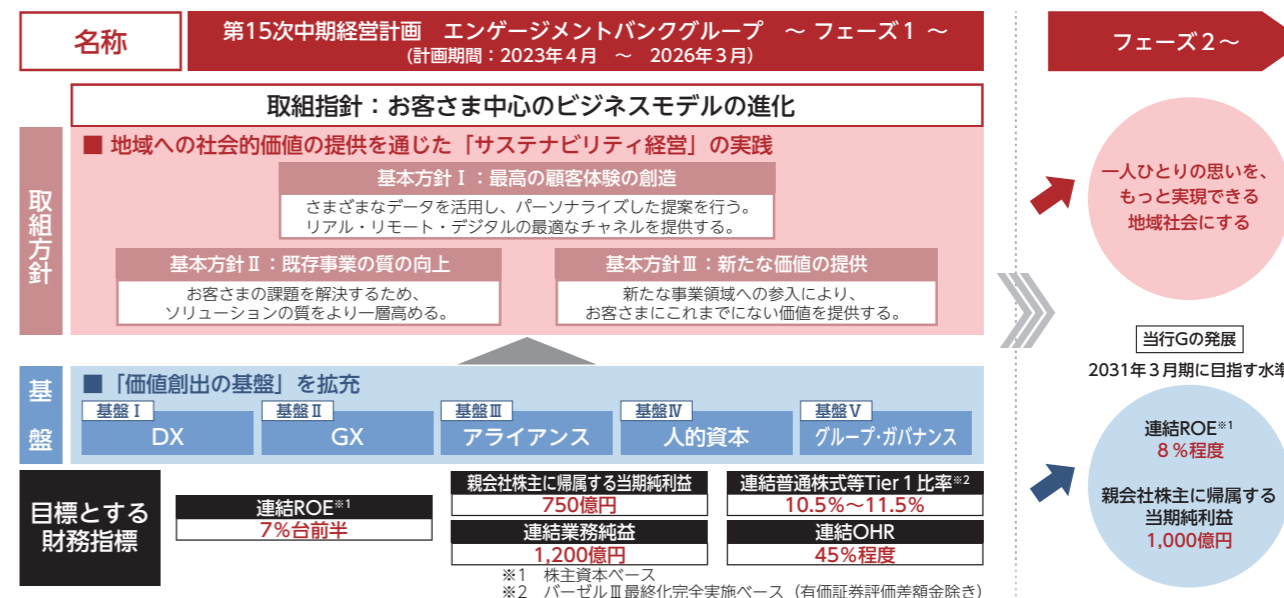 名称
第15次中期経営計画 エンゲージメントバンクグループ ~ フェーズ1 ~
(計画期間:2023年4月 ~ 2026年3月)
フェーズ2~
取組指針:お客さま中心のビジネスモデルの進化
取組方針
■ 地域への社会的価値の提供を通じた「サステナビリティ経営」の実践
基本方針Ⅰ:最高の顧客体験の創造
さまざまなデータを活用し、パーソナライズした提案を行う。
リアル・リモート・デジタルの最適なチャネルを提供する。
基本方針Ⅱ:既存事業の質の向上
お客さまの課題を解決するため、
ソリューションの質をより一層高める。
基本方針Ⅲ:新たな価値の提供
新たな事業領域への参入により、
お客さまにこれまでにない価値を提供する。
一人ひとりの思いを、
もっと実現できる
地域社会にする
基盤
■「価値創出の基盤」を拡充
基盤Ⅰ
DX
基盤Ⅱ
GX
基盤Ⅲ
アライアンス
基盤Ⅳ
人的資本
基盤Ⅴ
グループ・ガバナンス
目標とする
財務指標
連結ROE※1
7%台前半
親会社株主に帰属する当期純利益
750億円
連結業務純益
1,200億円
連結普通株式等Tier1比率※2
10.5%~11.5%
連結OHR
45%程度
※1 株主資本ベース
※2 バーゼルⅢ最終化完全実施ベース(有価証券評価差額金除き)
当行Gの発展
2031年3月期に目指す水準
連結ROE※1
8%程度
親会社株主に帰属する
当期純利益
1,000億円